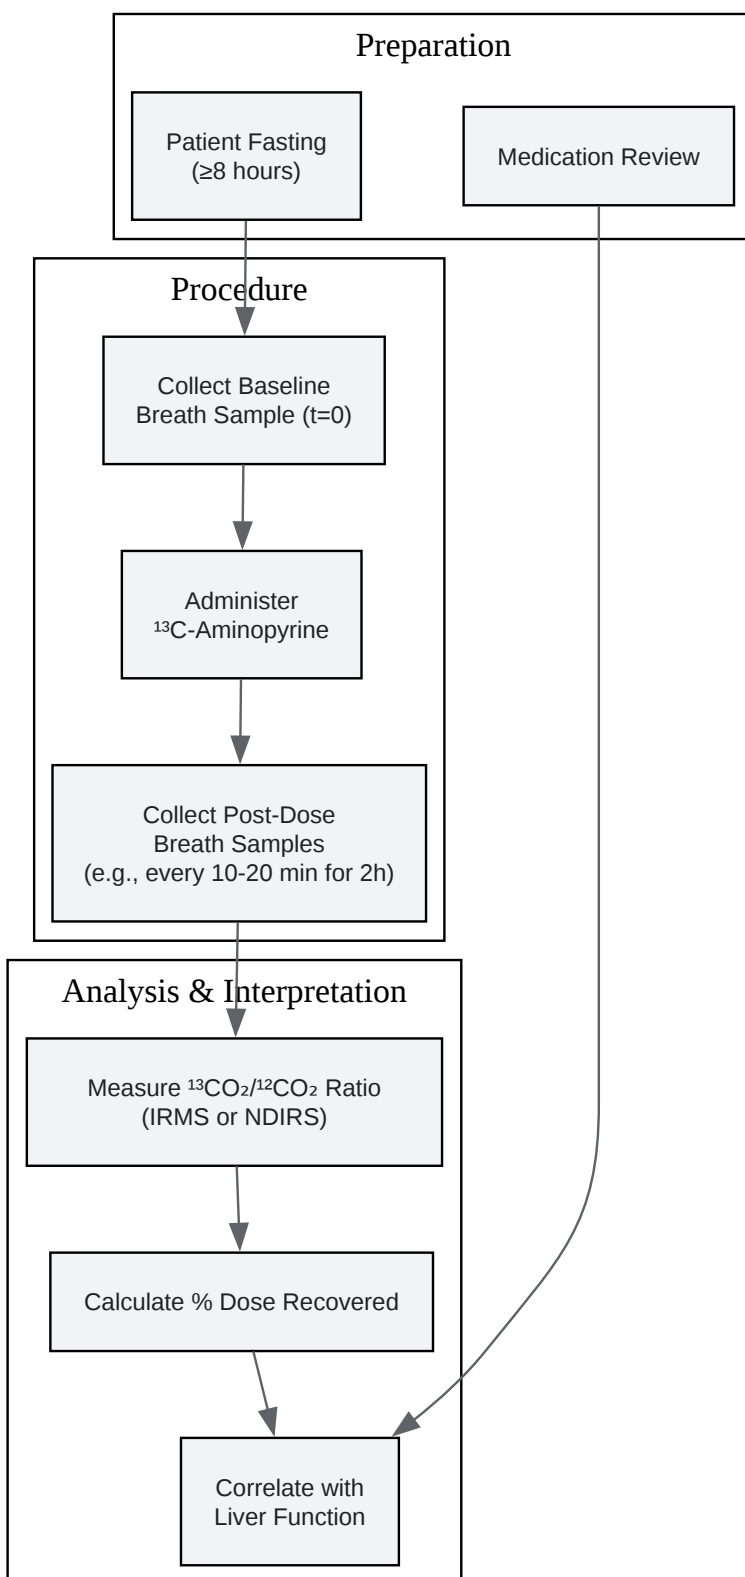 Preparation
Patient Fasting
(≥8 hours)
Medication Review
Procedure
Collect Baseline
Breath Sample (t=0)
Administer
¹³C-Aminopyrine
Collect Post-Dose
Breath Samples
(e.g., every 10-20 min for 2h)
Analysis & Interpretation
Measure ¹³CO₂/¹²CO₂ Ratio
(IRMS or NDIRS)
Calculate % Dose Recovered
Correlate with
Liver Function